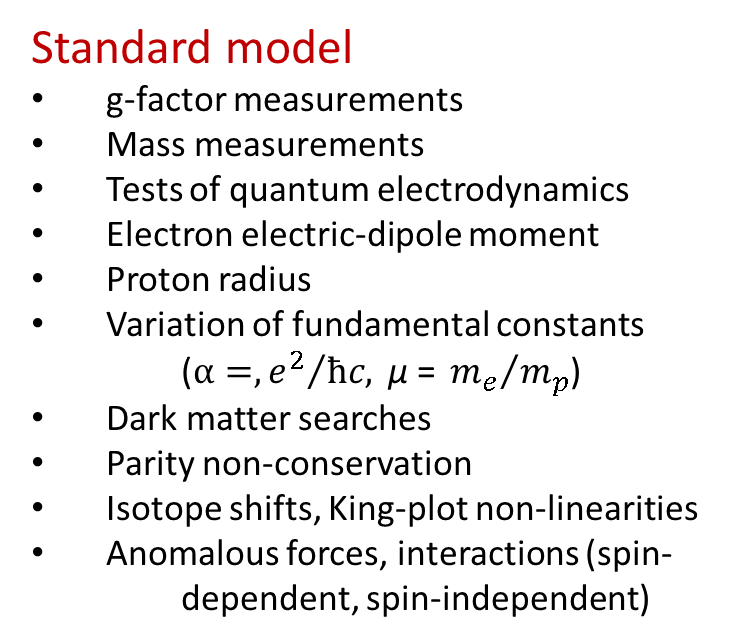 Standard model
• g-factor measurements
• Mass measurements
• Tests of quantum electrodynamics
• Electron electric-dipole moment
• Proton radius
• Variation of fundamental constants
(α =, e²/ħc, μ = mₑ/mₚ)
• Dark matter searches
• Parity non-conservation
• Isotope shifts, King-plot non-linearities
• Anomalous forces, interactions (spin-
dependent, spin-independent)